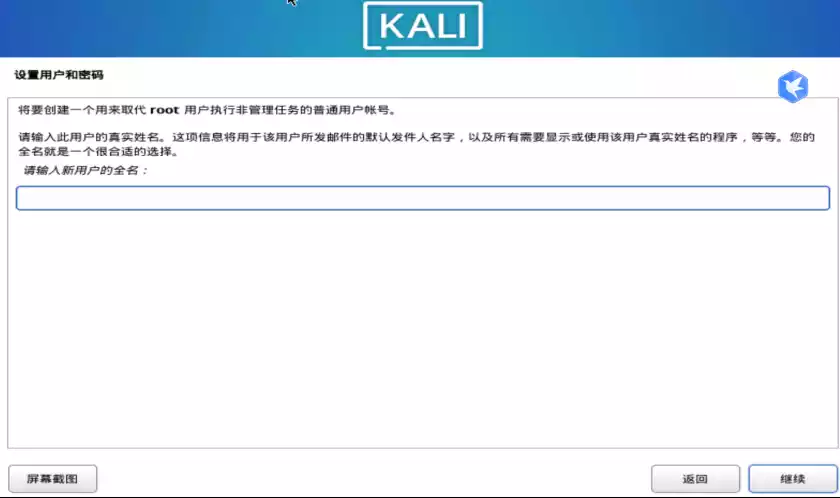 KALI
设置用户和密码
将要创建一个用来取代 root 用户执行非管理任务的普通用户帐号。
请输入此用户的真实姓名。这项信息将用于该用户所发邮件的默认发件人名字，以及所有需要显示或使用该用户真实姓名的程序，等等。您的
全名就是一个很合适的选择。
请输入新用户的全名：
屏幕截图
返回
继续